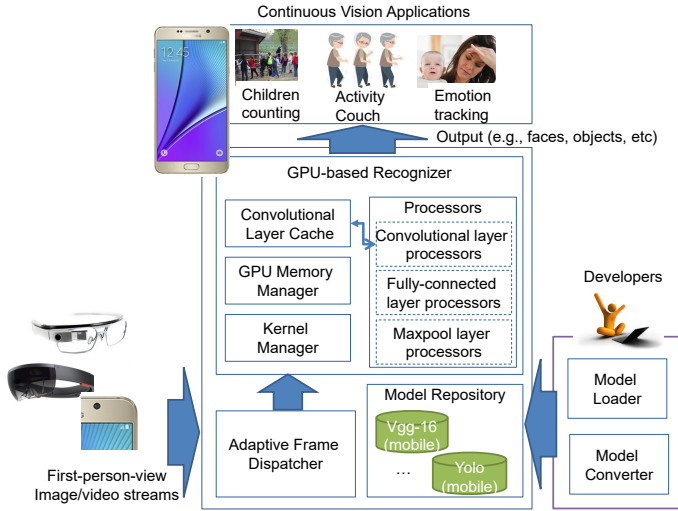 Continuous Vision Applications
12:45
Children
counting
Activity
Couch
Emotion
tracking
Output (e.g., faces, objects, etc)
GPU-based Recognizer
Convolutional
Layer Cache
GPU Memory
Manager
Kernel
Manager
Processors
Convolutional layer
processors
Fully-connected
layer processors
Maxpool layer
processors
Developers
Model
Loader
Model
Converter
Adaptive Frame
Dispatcher
Model Repository
Vgg-16
(mobile)
...
Yolo
(mobile)
First-person-view
Image/video streams